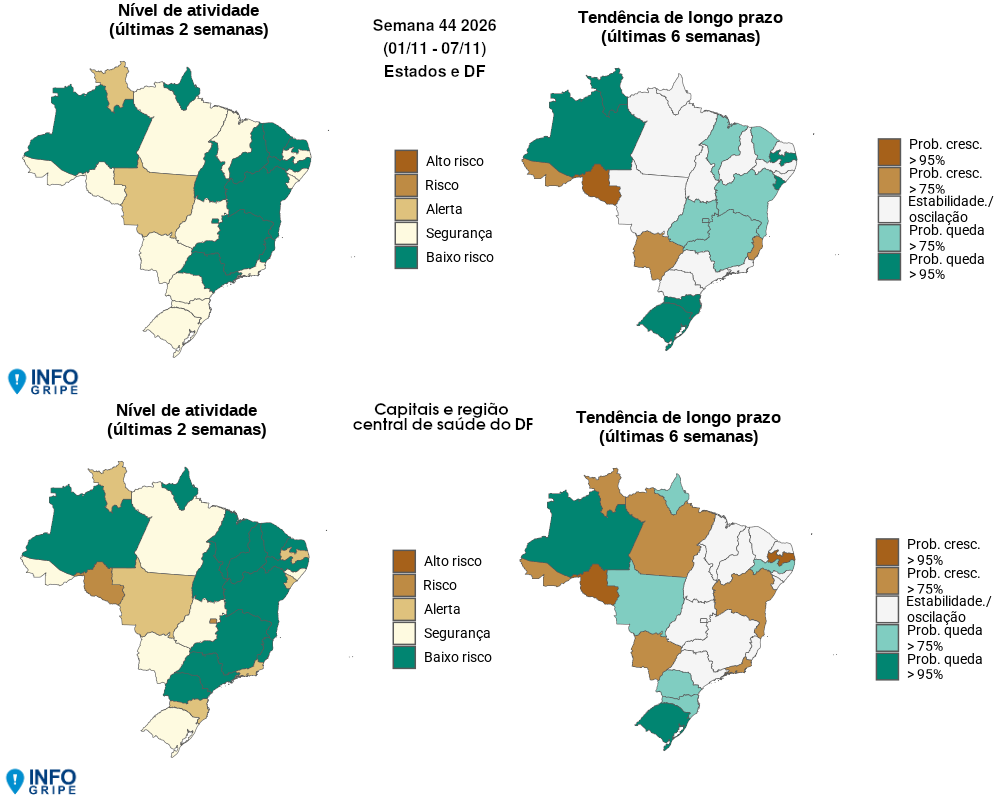 Nível de atividade
(últimas 2 semanas)
Semana 44 2026
(01/11 - 07/11)
Estados e DF
Tendência de longo prazo
(últimas 6 semanas)
Alto risco
Risco
Alerta
Segurança
Baixo risco
Prob. cresc.
>95%
Prob. cresc.
>75%
Estabilidade./
oscilação
Prob. queda
>75%
Prob. queda
>95%
INFO
GRIPE
Nível de atividade
(últimas 2 semanas)
Capitais e região
central de saúde do DF
Tendência de longo prazo
(últimas 6 semanas)
Alto risco
Risco
Alerta
Segurança
Baixo risco
Prob. cresc.
>95%
Prob. cresc.
>75%
Estabilidade./
oscilação
Prob. queda
>75%
Prob. queda
>95%
INFO
GRIPE